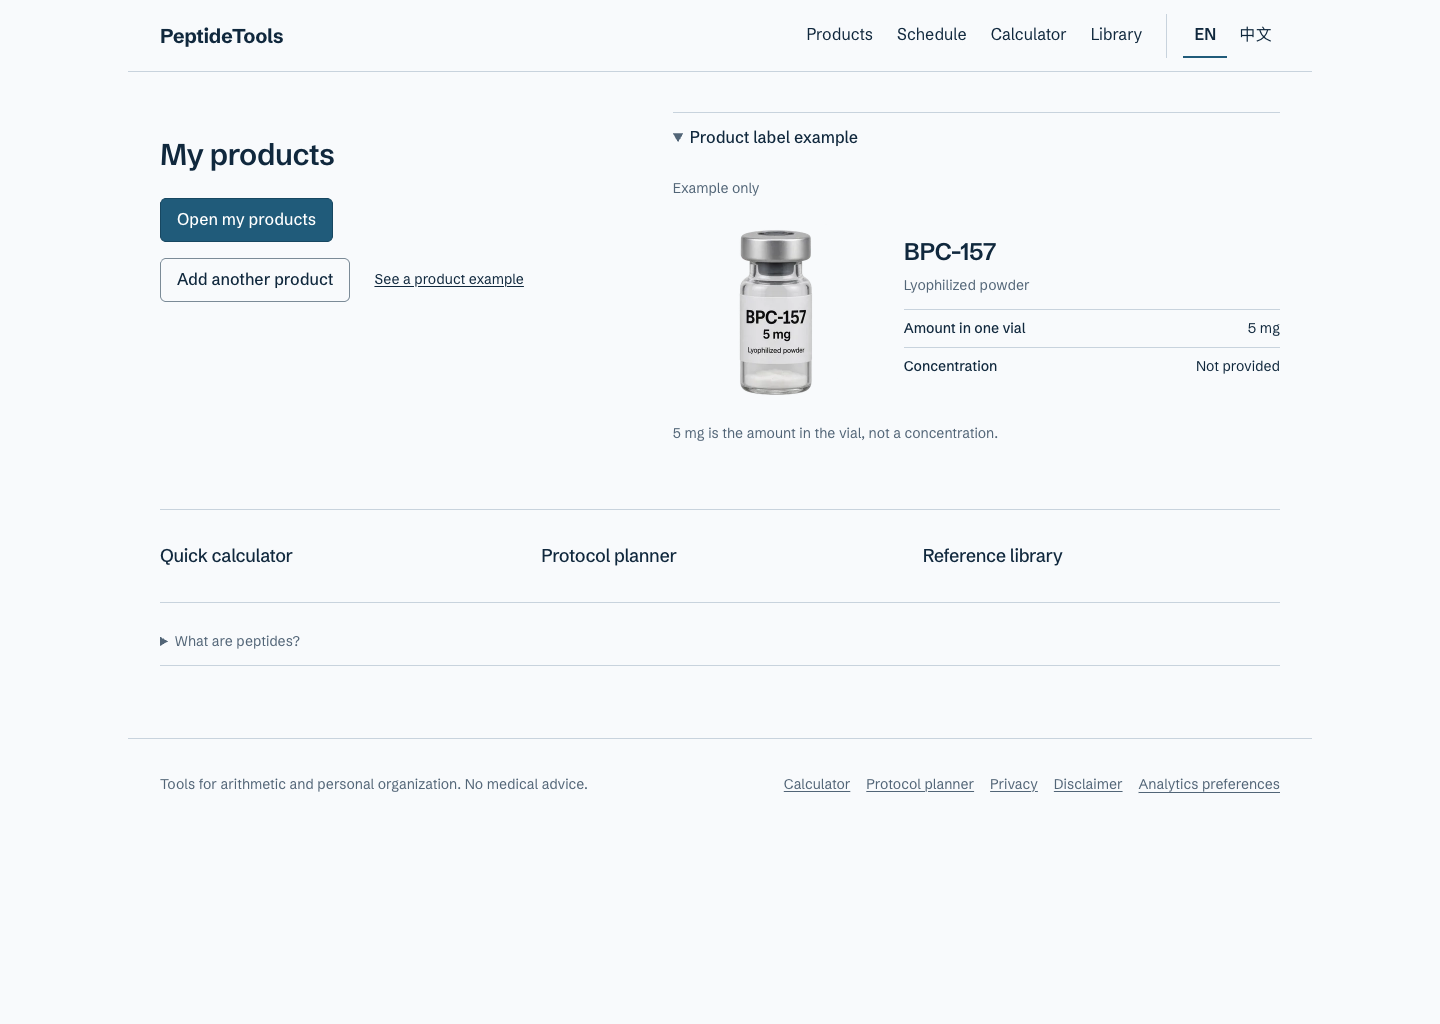 PeptideTools
Products Schedule Calculator Library EN 中文
My products
Open my products
Add another product See a product example
▼ Product label example
Example only
BPC-157
5 mg
Lyophilized powder
BPC-157
Lyophilized powder
Amount in one vial 5 mg
Concentration Not provided
5 mg is the amount in the vial, not a concentration.
Quick calculator Protocol planner Reference library
▶ What are peptides?
Tools for arithmetic and personal organization. No medical advice.
Calculator Protocol planner Privacy Disclaimer Analytics preferences